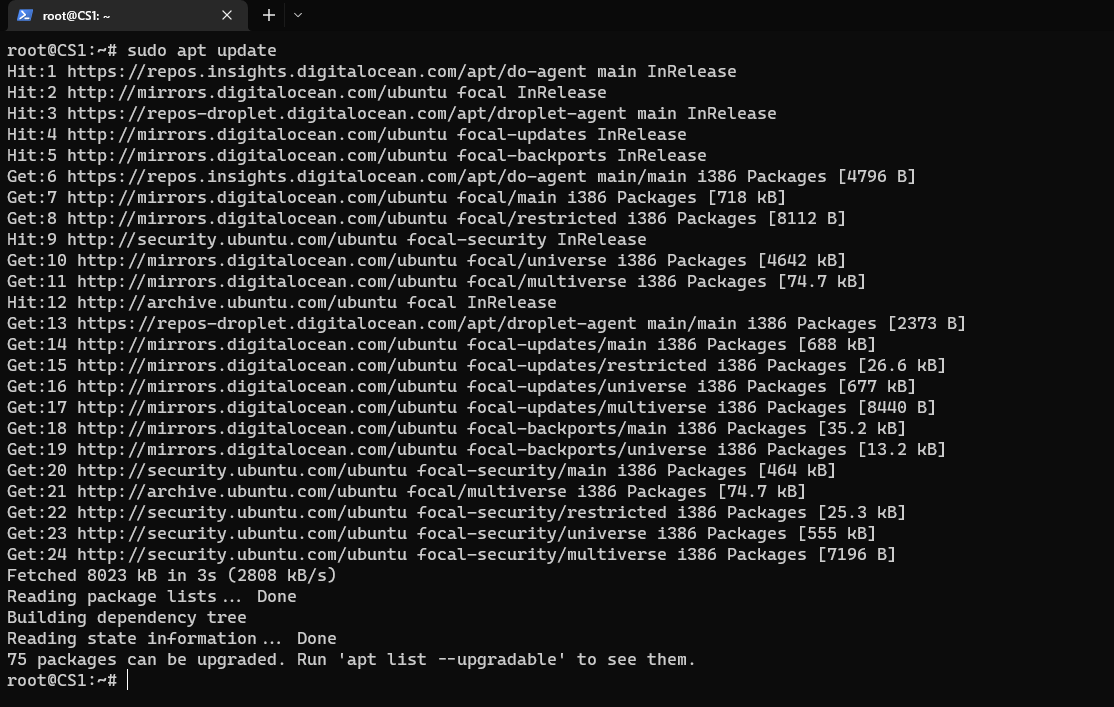 root@CS1: ~
root@CS1:~# sudo apt update
Hit:1 https://repos.insights.digitalocean.com/apt/do-agent main InRelease
Hit:2 http://mirrors.digitalocean.com/ubuntu focal InRelease
Hit:3 https://repos-droplet.digitalocean.com/apt/droplet-agent main InRelease
Hit:4 http://mirrors.digitalocean.com/ubuntu focal-updates InRelease
Hit:5 http://mirrors.digitalocean.com/ubuntu focal-backports InRelease
Get:6 https://repos.insights.digitalocean.com/apt/do-agent main/main i386 Packages [4796 B]
Get:7 http://mirrors.digitalocean.com/ubuntu focal/main i386 Packages [718 kB]
Get:8 http://mirrors.digitalocean.com/ubuntu focal/restricted i386 Packages [8112 B]
Hit:9 http://security.ubuntu.com/ubuntu focal-security InRelease
Get:10 http://mirrors.digitalocean.com/ubuntu focal/universe i386 Packages [4642 kB]
Get:11 http://mirrors.digitalocean.com/ubuntu focal/multiverse i386 Packages [74.7 kB]
Hit:12 http://archive.ubuntu.com/ubuntu focal InRelease
Get:13 https://repos-droplet.digitalocean.com/apt/droplet-agent main/main i386 Packages [2373 B]
Get:14 http://mirrors.digitalocean.com/ubuntu focal-updates/main i386 Packages [688 kB]
Get:15 http://mirrors.digitalocean.com/ubuntu focal-updates/restricted i386 Packages [26.6 kB]
Get:16 http://mirrors.digitalocean.com/ubuntu focal-updates/universe i386 Packages [677 kB]
Get:17 http://mirrors.digitalocean.com/ubuntu focal-updates/multiverse i386 Packages [8440 B]
Get:18 http://mirrors.digitalocean.com/ubuntu focal-backports/main i386 Packages [35.2 kB]
Get:19 http://mirrors.digitalocean.com/ubuntu focal-backports/universe i386 Packages [13.2 kB]
Get:20 http://security.ubuntu.com/ubuntu focal-security/main i386 Packages [464 kB]
Get:21 http://archive.ubuntu.com/ubuntu focal/multiverse i386 Packages [74.7 kB]
Get:22 http://security.ubuntu.com/ubuntu focal-security/restricted i386 Packages [25.3 kB]
Get:23 http://security.ubuntu.com/ubuntu focal-security/universe i386 Packages [555 kB]
Get:24 http://security.ubuntu.com/ubuntu focal-security/multiverse i386 Packages [7196 B]
Fetched 8023 kB in 3s (2808 kB/s)
Reading package lists... Done
Building dependency tree
Reading state information... Done
75 packages can be upgraded. Run 'apt list --upgradable' to see them.
root@CS1:~#